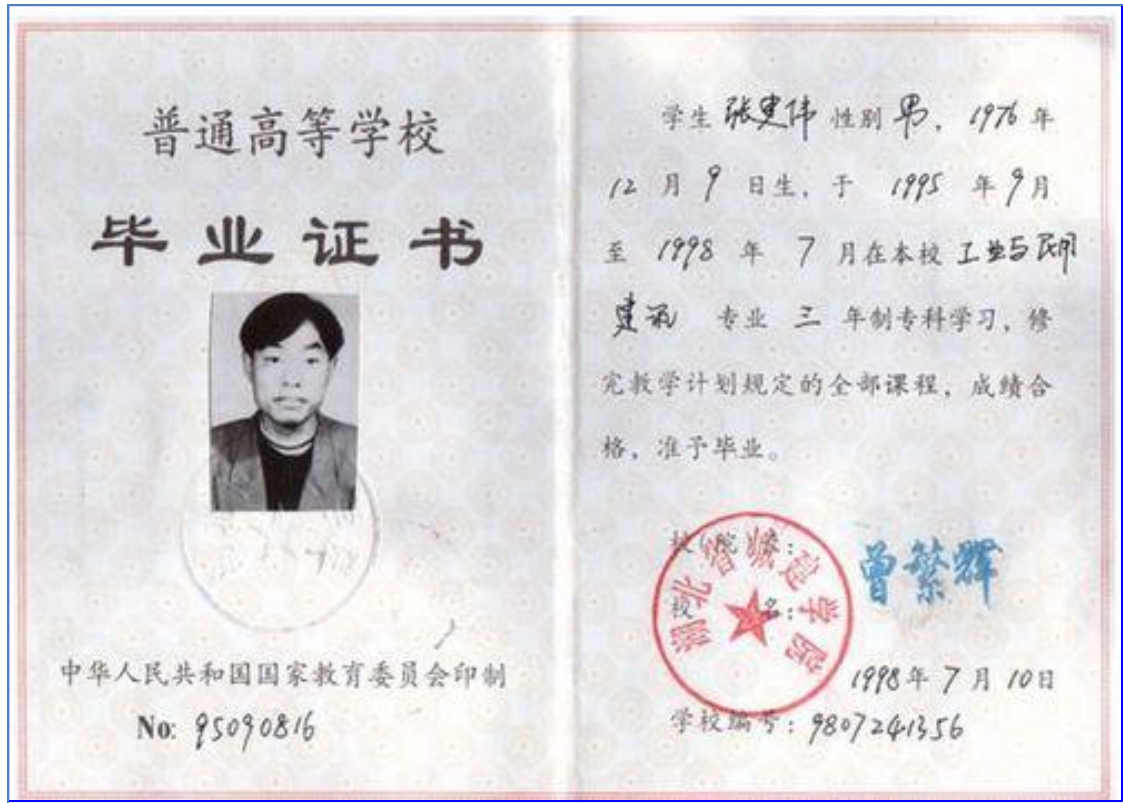 普通高等学校
毕业证书
中华人民共和国国家教育委员会印制
No: 95090816
学生 张建伟 性别 男, 1976 年
12 月 9 日生, 于 1995 年 9 月
至 1998 年 7 月在本校 工业与民用
建筑 专业 三 年制专科学习, 修
完教学计划规定的全部课程, 成绩合
格, 准予毕业。
校(院)长: 曾繁辉
校名:
湖北省城建学院
1998 年 7 月 10 日
学校编号: 9807241356